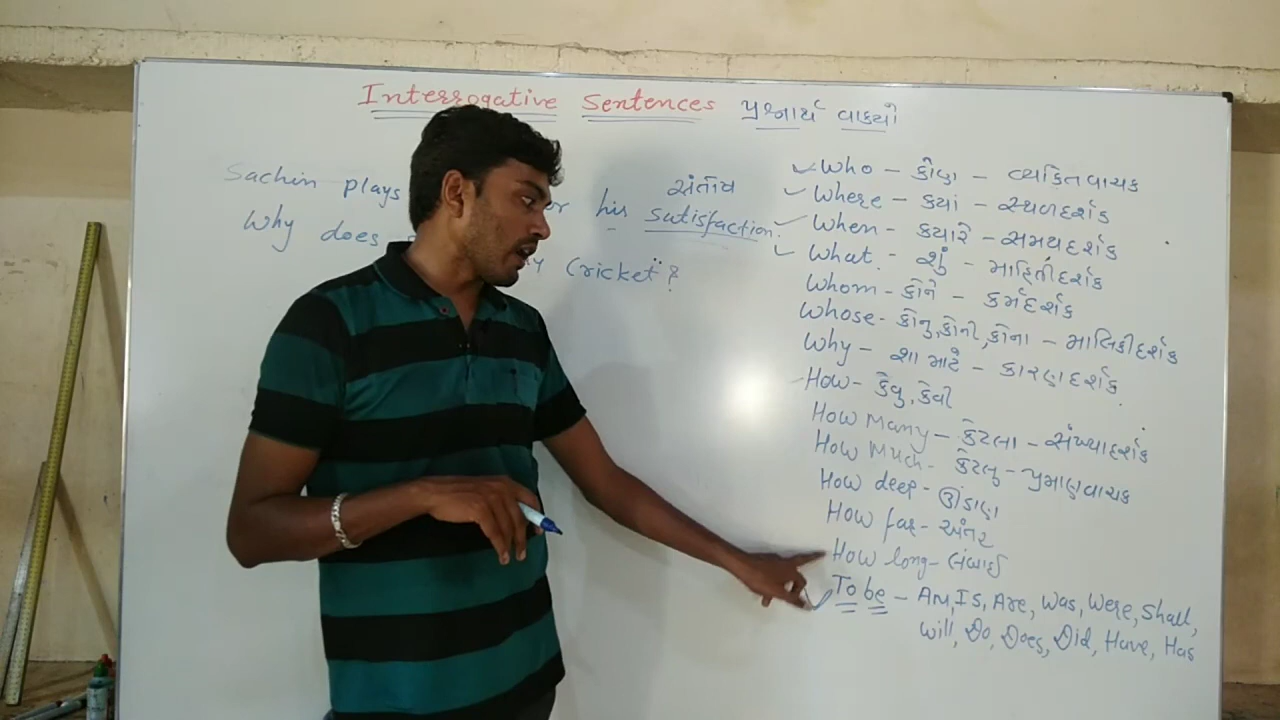 Interrogative Sentences પ્રશ્નાર્થ વાક્યો
Sachin plays his satisfaction.
સંતોષ
Why does Cricket"?
Who - કોણ - વ્યકિતવાચક
Where - કયાં - સ્થળદર્શક
When - કયારે - સમયદર્શક
What - શું - માહિતીદર્શક
Whom - કોને - કર્મદર્શક
Whose - કોનુ, કોની, કોના - માલિકીદર્શક
Why - શા માટે - કારણદર્શક
How - કેવુ, કેવી
How Many - કેટલા - સંખ્યાદર્શક
How Much - કેટલુ - પ્રમાણવાચક
How deep - ઊંડાણ
How far - અંતર
How long - લંબાઈ
To be - Am, Is, Are, Was, Were, Shall,
Will, Do, Does, Did, Have, Has